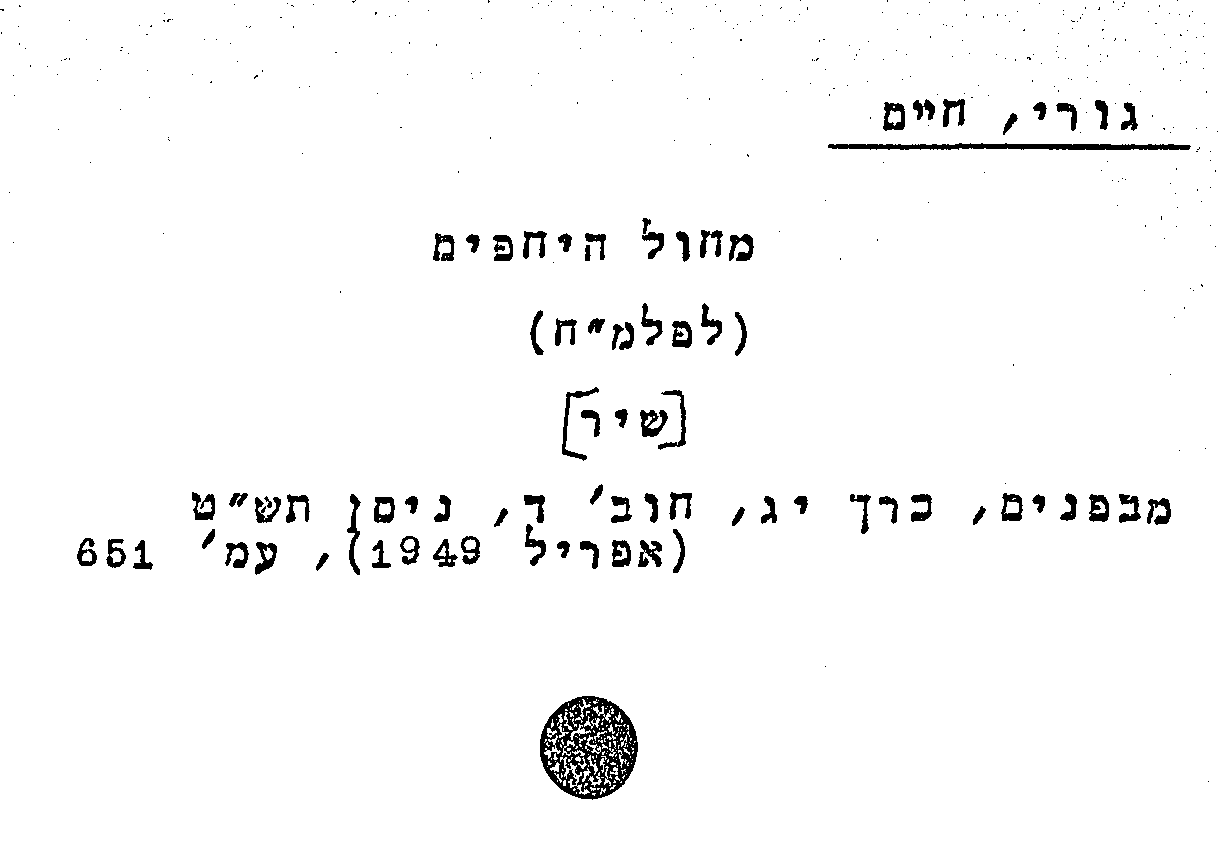 גורי, חיים
מחול היחפים
(לפלמ״ח)
[שיר]
מבפנים, כרך יג, חוב׳ ד, ניסן תש״ט
(אפריל 1949), עמ׳ 651